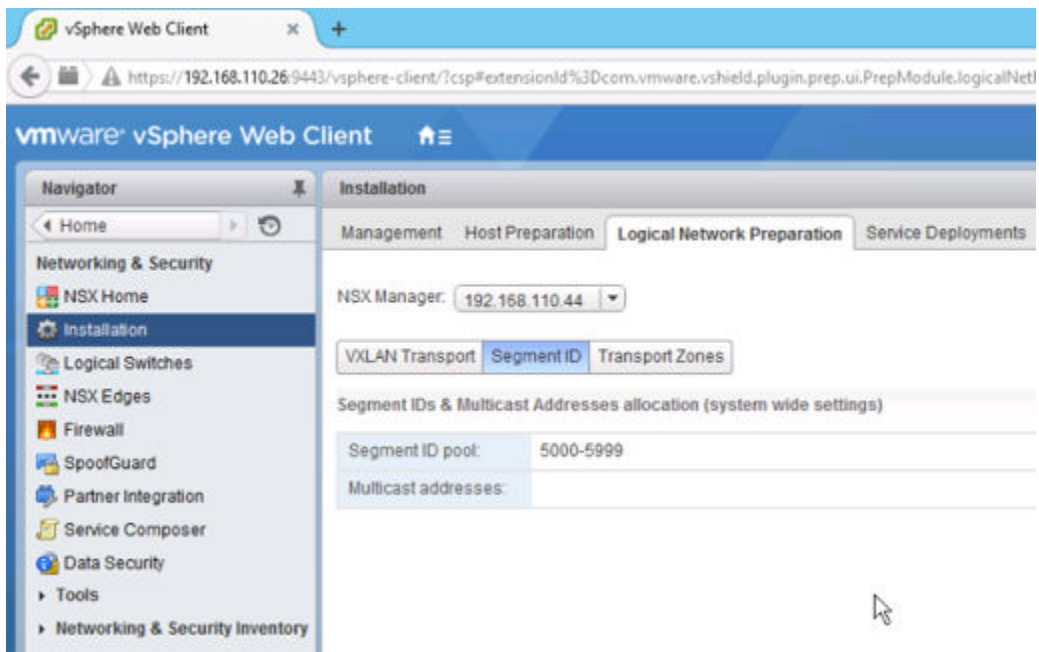 vSphere Web Client
https://192.168.110.26:9443/vsphere-client/?csp#extensionId%3Dcom.vmware.vshield.plugin.prep.ui.PrepModule.logicalNet
vmware vSphere Web Client
Navigator
Installation
Home
Management Host Preparation Logical Network Preparation Service Deployments
Networking & Security
NSX Home
NSX Manager: 192.168.110.44
Installation
Logical Switches
VXLAN Transport Segment ID Transport Zones
NSX Edges
Segment IDs & Multicast Addresses allocation (system wide settings)
Firewall
Segment ID pool: 5000-5999
SpoofGuard
Multicast addresses:
Partner Integration
Service Composer
Data Security
Tools
Networking & Security Inventory